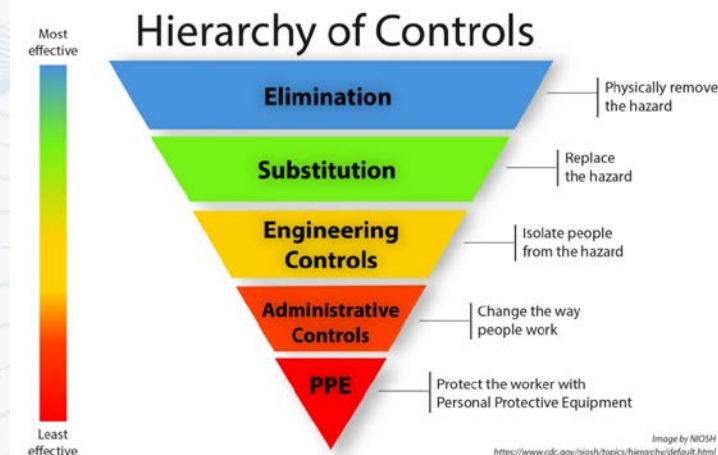 Hierarchy of Controls
Most
effective
Elimination
Physically remove
the hazard
Substitution
Replace
the hazard
Engineering
Controls
Isolate people
from the hazard
Administrative
Controls
Change the way
people work
PPE
Protect the worker with
Personal Protective Equipment
Least
effective
Image by NIOSH
https://www.cdc.gov/niosh/topics/hierarchy/default.html